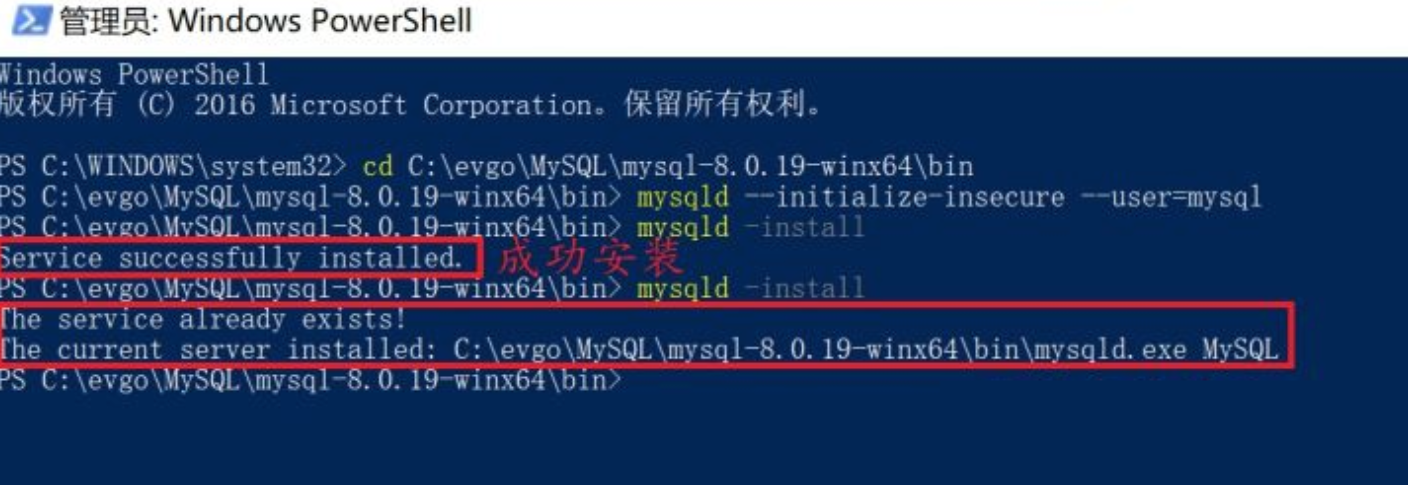 管理员: Windows PowerShell
Windows PowerShell
版权所有 (C) 2016 Microsoft Corporation。保留所有权利。
PS C:\WINDOWS\system32> cd C:\evgo\MySQL\mysql-8.0.19-winx64\bin
PS C:\evgo\MySQL\mysql-8.0.19-winx64\bin> mysqld --initialize-insecure --user=mysql
PS C:\evgo\MySQL\mysql-8.0.19-winx64\bin> mysqld -install
Service successfully installed. 成功安装
PS C:\evgo\MySQL\mysql-8.0.19-winx64\bin> mysqld -install
The service already exists!
The current server installed: C:\evgo\MySQL\mysql-8.0.19-winx64\bin\mysqld.exe MySQL
PS C:\evgo\MySQL\mysql-8.0.19-winx64\bin>